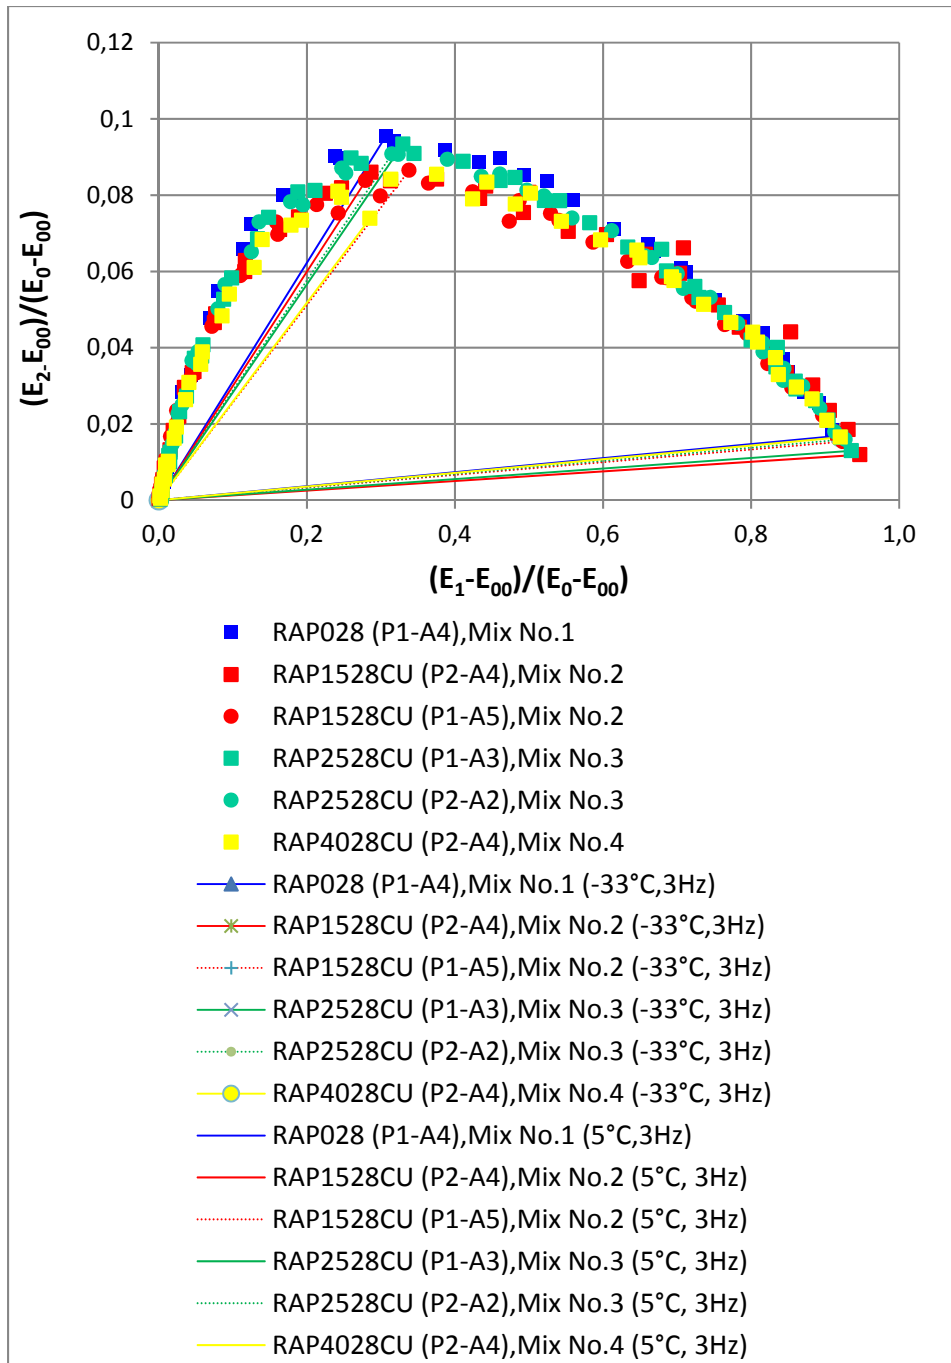 0,12
0,1
0,08
0,06
0,04
0,02
0
(E2-E00)/(E0-E00)
0,0 0,2 0,4 0,6 0,8 1,0
(E1-E00)/(E0-E00)
RAP028 (P1-A4),Mix No.1
RAP1528CU (P2-A4),Mix No.2
RAP1528CU (P1-A5),Mix No.2
RAP2528CU (P1-A3),Mix No.3
RAP2528CU (P2-A2),Mix No.3
RAP4028CU (P2-A4),Mix No.4
RAP028 (P1-A4),Mix No.1 (-33°C,3Hz)
RAP1528CU (P2-A4),Mix No.2 (-33°C,3Hz)
RAP1528CU (P1-A5),Mix No.2 (-33°C, 3Hz)
RAP2528CU (P1-A3),Mix No.3 (-33°C, 3Hz)
RAP2528CU (P2-A2),Mix No.3 (-33°C, 3Hz)
RAP4028CU (P2-A4),Mix No.4 (-33°C, 3Hz)
RAP028 (P1-A4),Mix No.1 (5°C,3Hz)
RAP1528CU (P2-A4),Mix No.2 (5°C, 3Hz)
RAP1528CU (P1-A5),Mix No.2 (5°C, 3Hz)
RAP2528CU (P1-A3),Mix No.3 (5°C, 3Hz)
RAP2528CU (P2-A2),Mix No.3 (5°C, 3Hz)
RAP4028CU (P2-A4),Mix No.4 (5°C, 3Hz)